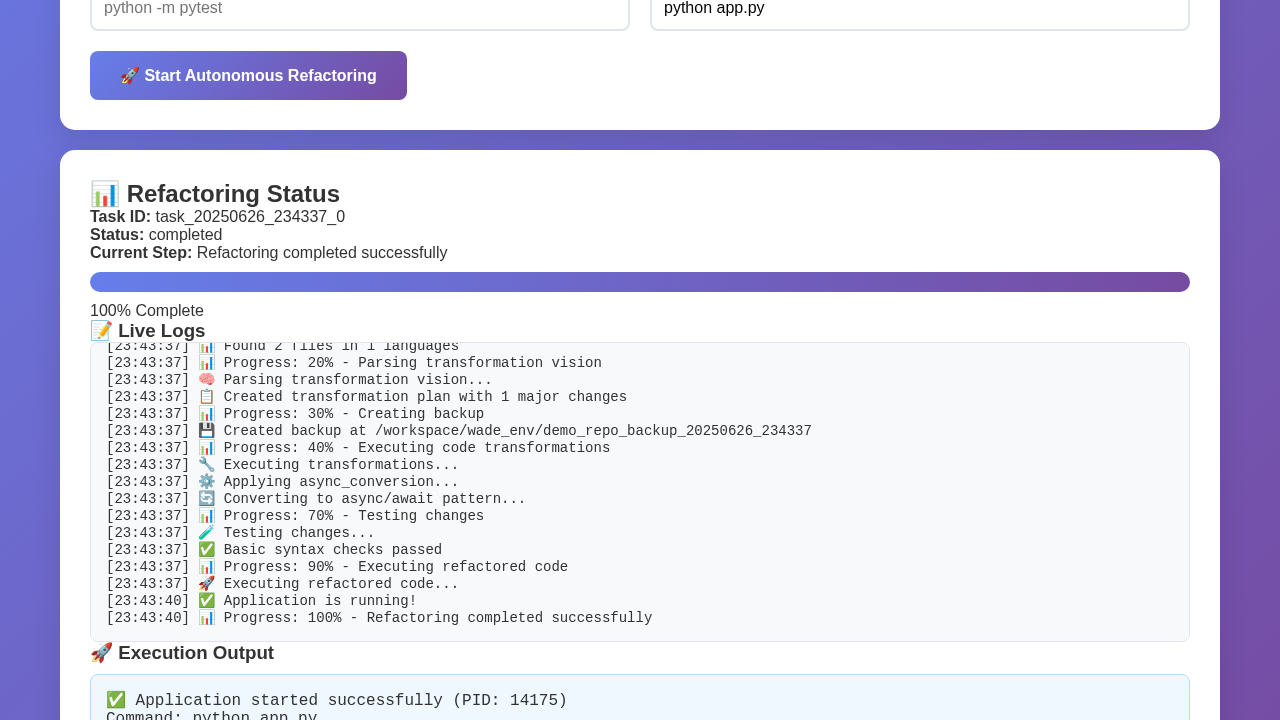 python -m pytest
python app.py
🚀 Start Autonomous Refactoring
📊 Refactoring Status
Task ID: task_20250626_234337_0
Status: completed
Current Step: Refactoring completed successfully
100% Complete
📝 Live Logs
[23:43:37] 📊 Found 2 files in 1 languages
[23:43:37] 📊 Progress: 20% - Parsing transformation vision
[23:43:37] 🧠 Parsing transformation vision...
[23:43:37] 📋 Created transformation plan with 1 major changes
[23:43:37] 📊 Progress: 30% - Creating backup
[23:43:37] 💾 Created backup at /workspace/wade_env/demo_repo_backup_20250626_234337
[23:43:37] 📊 Progress: 40% - Executing code transformations
[23:43:37] 🔧 Executing transformations...
[23:43:37] ⚙️ Applying async_conversion...
[23:43:37] 🔄 Converting to async/await pattern...
[23:43:37] 📊 Progress: 70% - Testing changes
[23:43:37] 🧪 Testing changes...
[23:43:37] ✅ Basic syntax checks passed
[23:43:37] 📊 Progress: 90% - Executing refactored code
[23:43:37] 🚀 Executing refactored code...
[23:43:40] ✅ Application is running!
[23:43:40] 📊 Progress: 100% - Refactoring completed successfully
🚀 Execution Output
✅ Application started successfully (PID: 14175)
Command: python app.py